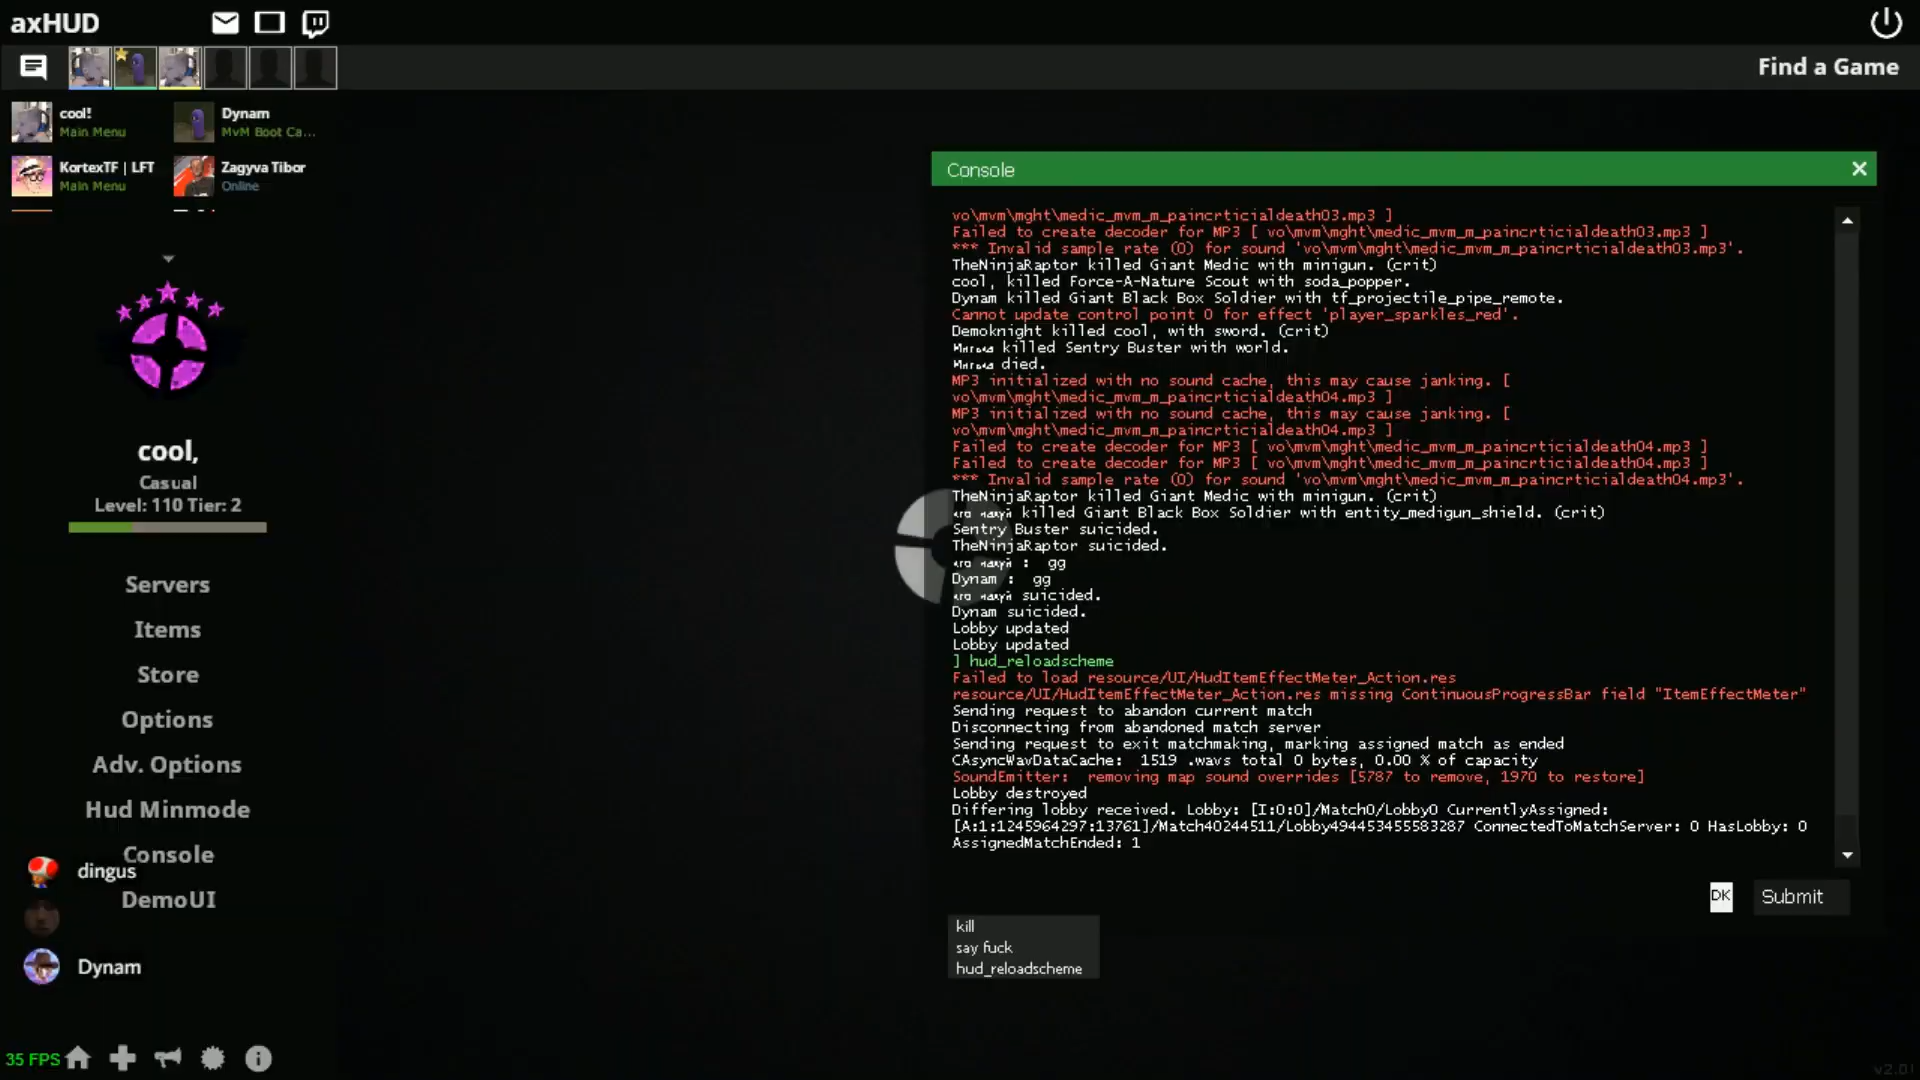 axHUD
Find a Game
cool!
Main Menu
Dynam
MvM Boot Ca...
KortexTF | LFT
Main Menu
Zagyva Tibor
Online
cool,
Casual
Level: 110 Tier: 2
Servers
Items
Store
Options
Adv. Options
Hud Minmode
Console
DemoUI
dingus
Dynam
35 FPS
Console
vo\mvm\mght\medic_mvm_m_paincrticialdeath03.mp3 ]
Failed to create decoder for MP3 [ vo\mvm\mght\medic_mvm_m_paincrticialdeath03.mp3 ]
*** Invalid sample rate (0) for sound 'vo\mvm\mght\medic_mvm_m_paincrticialdeath03.mp3'.
TheNinjaRaptor killed Giant Medic with minigun. (crit)
cool, killed Force-A-Nature Scout with soda_popper.
Dynam killed Giant Black Box Soldier with tf_projectile_pipe_remote.
Cannot update control point 0 for effect 'player_sparkles_red'.
Demoknight killed cool, with sword. (crit)
killed Sentry Buster with world.
died.
MP3 initialized with no sound cache, this may cause janking. [
vo\mvm\mght\medic_mvm_m_paincrticialdeath04.mp3 ]
MP3 initialized with no sound cache, this may cause janking. [
vo\mvm\mght\medic_mvm_m_paincrticialdeath04.mp3 ]
Failed to create decoder for MP3 [ vo\mvm\mght\medic_mvm_m_paincrticialdeath04.mp3 ]
Failed to create decoder for MP3 [ vo\mvm\mght\medic_mvm_m_paincrticialdeath04.mp3 ]
*** Invalid sample rate (0) for sound 'vo\mvm\mght\medic_mvm_m_paincrticialdeath04.mp3'.
TheNinjaRaptor killed Giant Medic with minigun. (crit)
killed Giant Black Box Soldier with entity_medigun_shield. (crit)
Sentry Buster suicided.
TheNinjaRaptor suicided.
: gg
Dynam : gg
suicided.
Dynam suicided.
Lobby updated
Lobby updated
] hud_reloadscheme
Failed to load resource/UI/HudItemEffectMeter_Action.res
resource/UI/HudItemEffectMeter_Action.res missing ContinuousProgressBar field "ItemEffectMeter"
Sending request to abandon current match
Disconnecting from abandoned match server
Sending request to exit matchmaking, marking assigned match as ended
CAsyncWavDataCache: 1519 .wavs total 0 bytes, 0.00 % of capacity
SoundEmitter: removing map sound overrides [5787 to remove, 1970 to restore]
Lobby destroyed
Differing lobby received. Lobby: [I:0:0]/Match0/Lobby0 CurrentlyAssigned:
[A:1:1245964297:13761]/Match40244511/Lobby494453455583287 ConnectedToMatchServer: 0 HasLobby: 0
AssignedMatchEnded: 1
DK
Submit
kill
say fuck
hud_reloadscheme